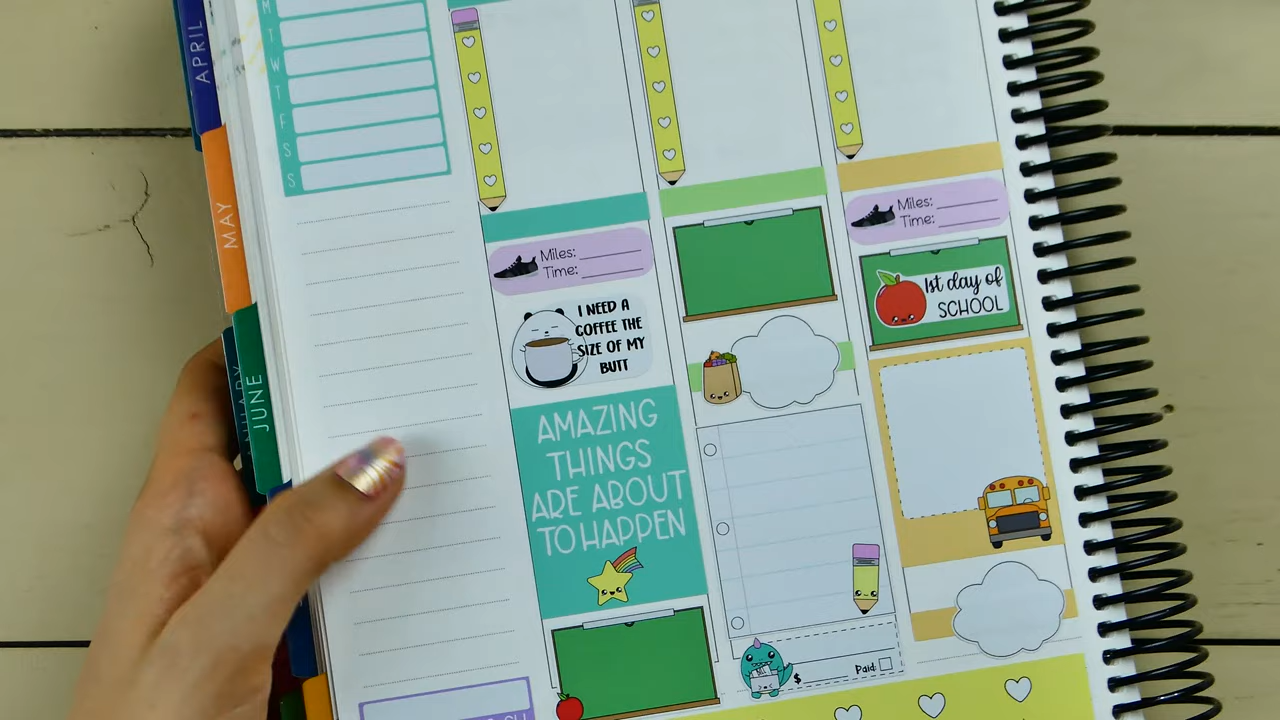 APRIL
MAY
JUNE
M
T
W
T
F
S
S
Miles:
Time:
I NEED A
COFFEE THE
SIZE OF MY
BUTT
AMAZING
THINGS
ARE ABOUT
TO HAPPEN
$
Paid:
Miles:
Time:
1st day of
SCHOOL